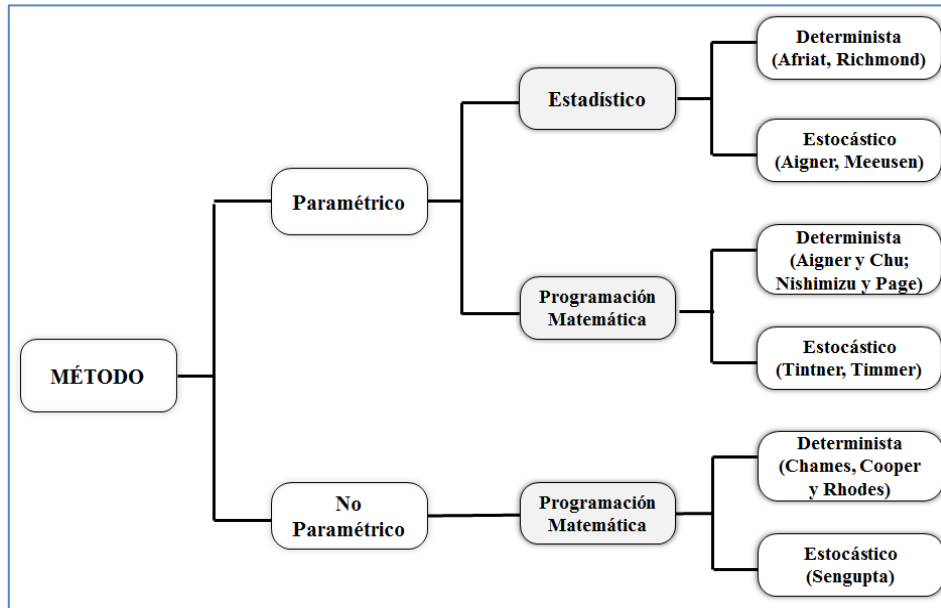 MÉTODO
Paramétrico
No
Paramétrico
Estadístico
Programación
Matemática
Programación
Matemática
Determinista
(Afriat, Richmond)
Estocástico
(Aigner, Meeusen)
Determinista
(Aigner y Chu;
Nishimizu y Page)
Estocástico
(Tintner, Timmer)
Determinista
(Chames, Cooper
y Rhodes)
Estocástico
(Sengupta)